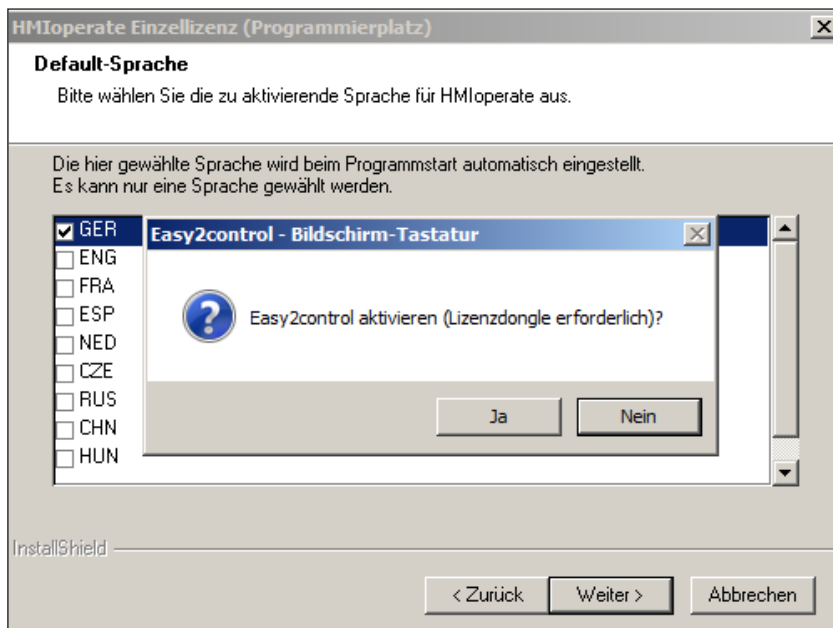 HMIoperate Einzellizenz (Programmierplatz)
Default-Sprache
Bitte wählen Sie die zu aktivierende Sprache für HMIoperate aus.
Die hier gewählte Sprache wird beim Programmstart automatisch eingestellt.
Es kann nur eine Sprache gewählt werden.
GER
ENG
FRA
ESP
NED
CZE
RUS
CHN
HUN
Easy2control - Bildschirm-Tastatur
Easy2control aktivieren (Lizenzdongle erforderlich)?
Ja
Nein
InstallShield
< Zurück
Weiter >
Abbrechen